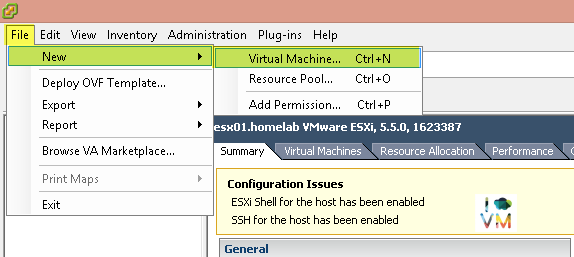 File Edit View Inventory Administration Plug-ins Help
New
Virtual Machine... Ctrl+N
Resource Pool... Ctrl+O
Add Permission... Ctrl+P
Deploy OVF Template...
Export
Report
Browse VA Marketplace...
Print Maps
Exit
esx01.homelab VMware ESXi, 5.5.0, 1623387
Summary Virtual Machines Resource Allocation Performance
Configuration Issues
ESXi Shell for the host has been enabled
SSH for the host has been enabled
I VM
General